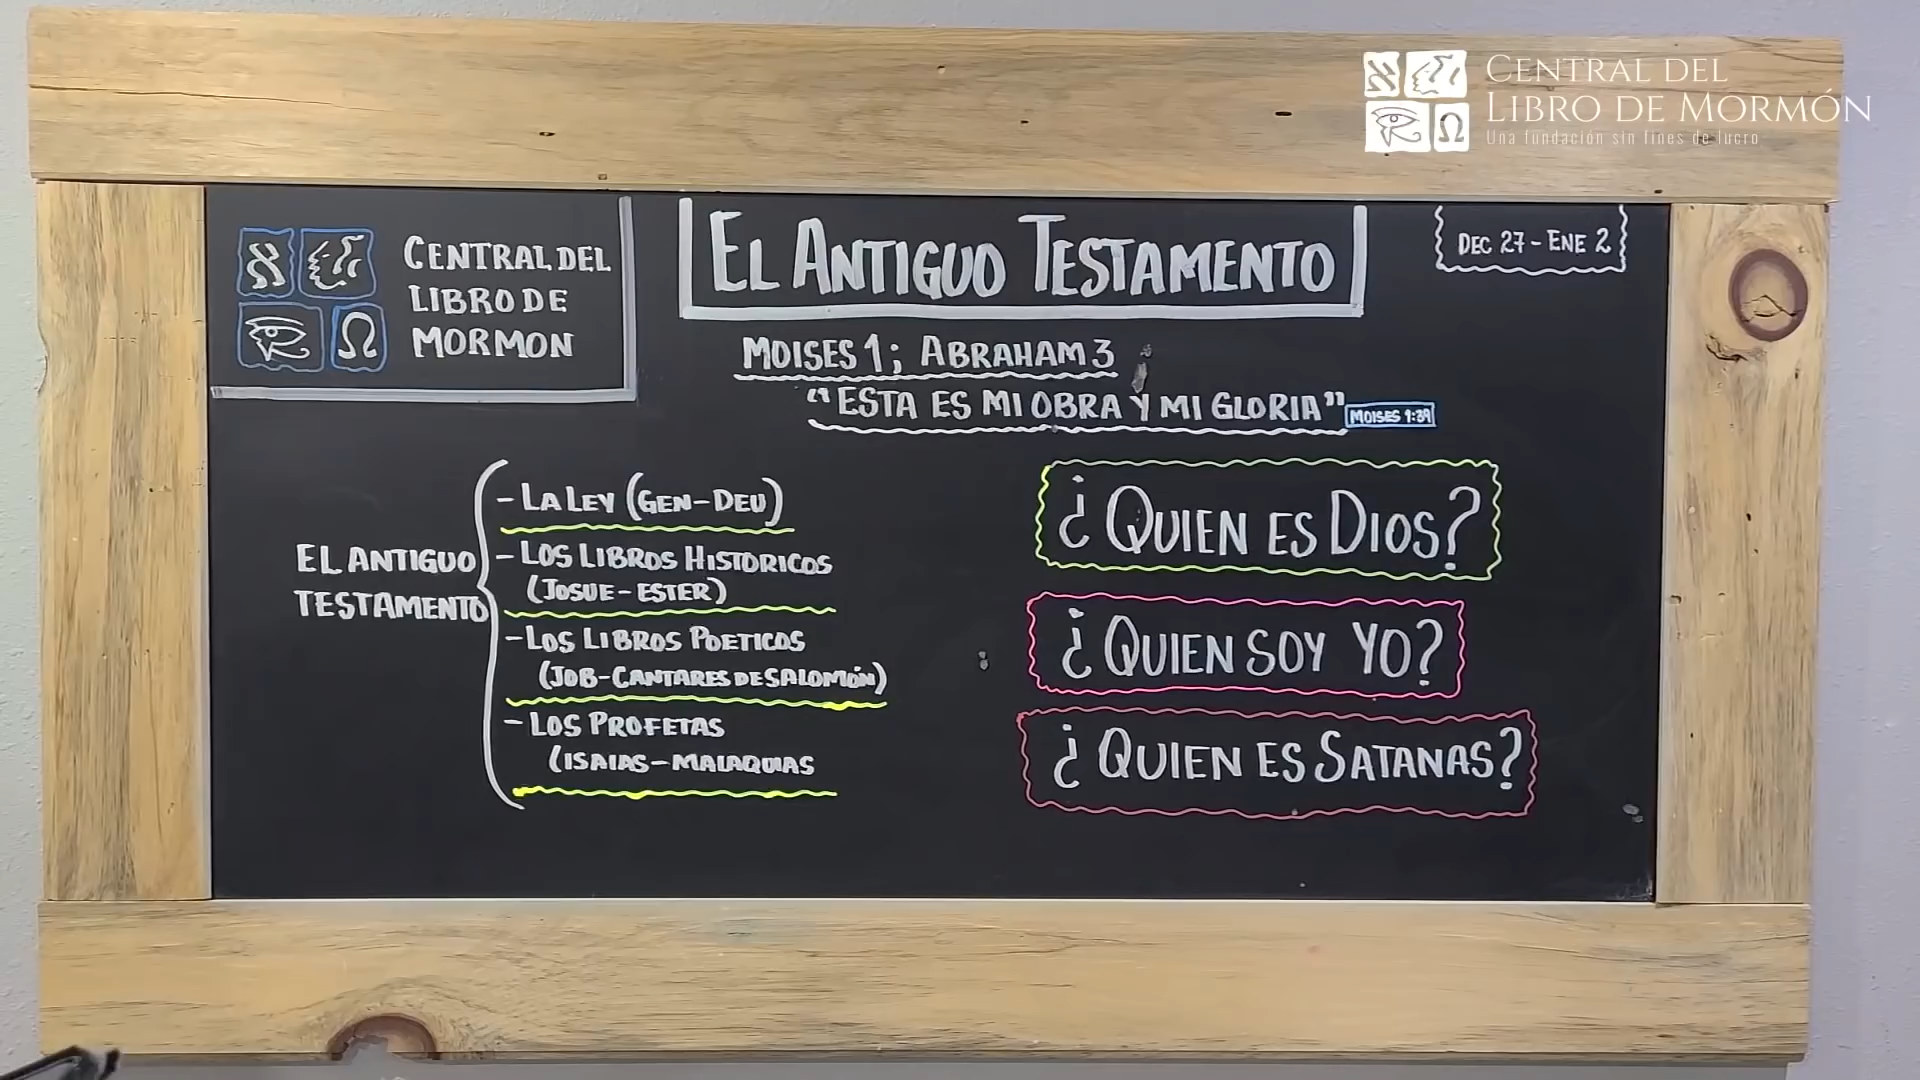 CENTRAL DEL
LIBRO DE MORMÓN
Una fundación sin fines de lucro
CENTRAL DEL
LIBRO DE
MORMON
EL ANTIGUO TESTAMENTO
DEC 27 - ENE 2
MOISES 1; ABRAHAM 3
"ESTA ES MI OBRA Y MI GLORIA" MOISES 1:39
EL ANTIGUO
TESTAMENTO
- LA LEY (GEN - DEU)
- LOS LIBROS HISTORICOS
(JOSUE - ESTER)
- LOS LIBROS POETICOS
(JOB - CANTARES DE SALOMÓN)
- LOS PROFETAS
(ISAIAS - MALAQUIAS
¿QUIEN ES DIOS?
¿QUIEN SOY YO?
¿QUIEN ES SATANAS?